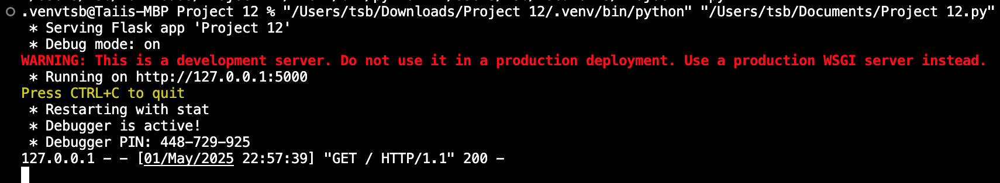 .venvtsb@Taiis-MBP Project 12 % "/Users/tsb/Downloads/Project 12/.venv/bin/python" "/Users/tsb/Documents/Project 12.py"
 * Serving Flask app 'Project 12'
 * Debug mode: on
WARNING: This is a development server. Do not use it in a production deployment. Use a production WSGI server instead.
 * Running on http://127.0.0.1:5000
Press CTRL+C to quit
 * Restarting with stat
 * Debugger is active!
 * Debugger PIN: 448-729-925
127.0.0.1 - - [01/May/2025 22:57:39] "GET / HTTP/1.1" 200 -